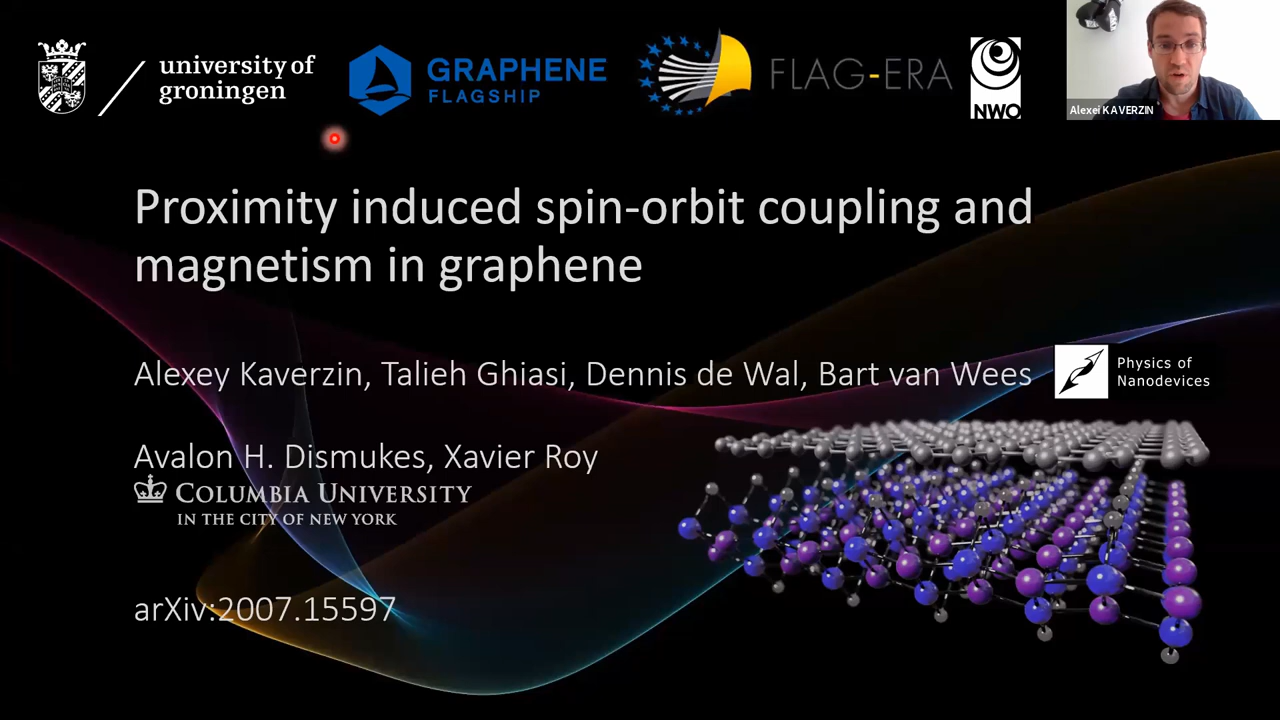 university of
groningen
GRAPHENE
FLAGSHIP
FLAG-ERA
NWO
Alexei KAVERZIN
Proximity induced spin-orbit coupling and
magnetism in graphene
Alexey Kaverzin, Talieh Ghiasi, Dennis de Wal, Bart van Wees
Physics of
Nanodevices
Avalon H. Dismukes, Xavier Roy
COLUMBIA UNIVERSITY
IN THE CITY OF NEW YORK
arXiv:2007.15597